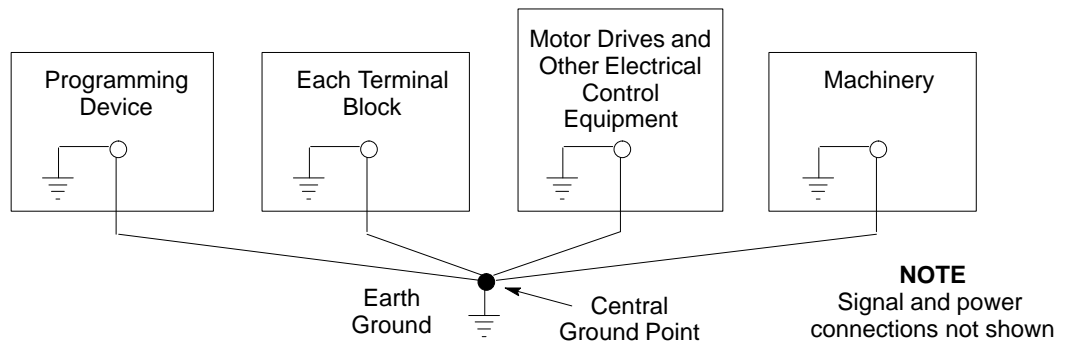 Programming
Device
Each Terminal
Block
Motor Drives and
Other Electrical
Control
Equipment
Machinery
Earth
Ground
Central
Ground Point
NOTE
Signal and power
connections not shown